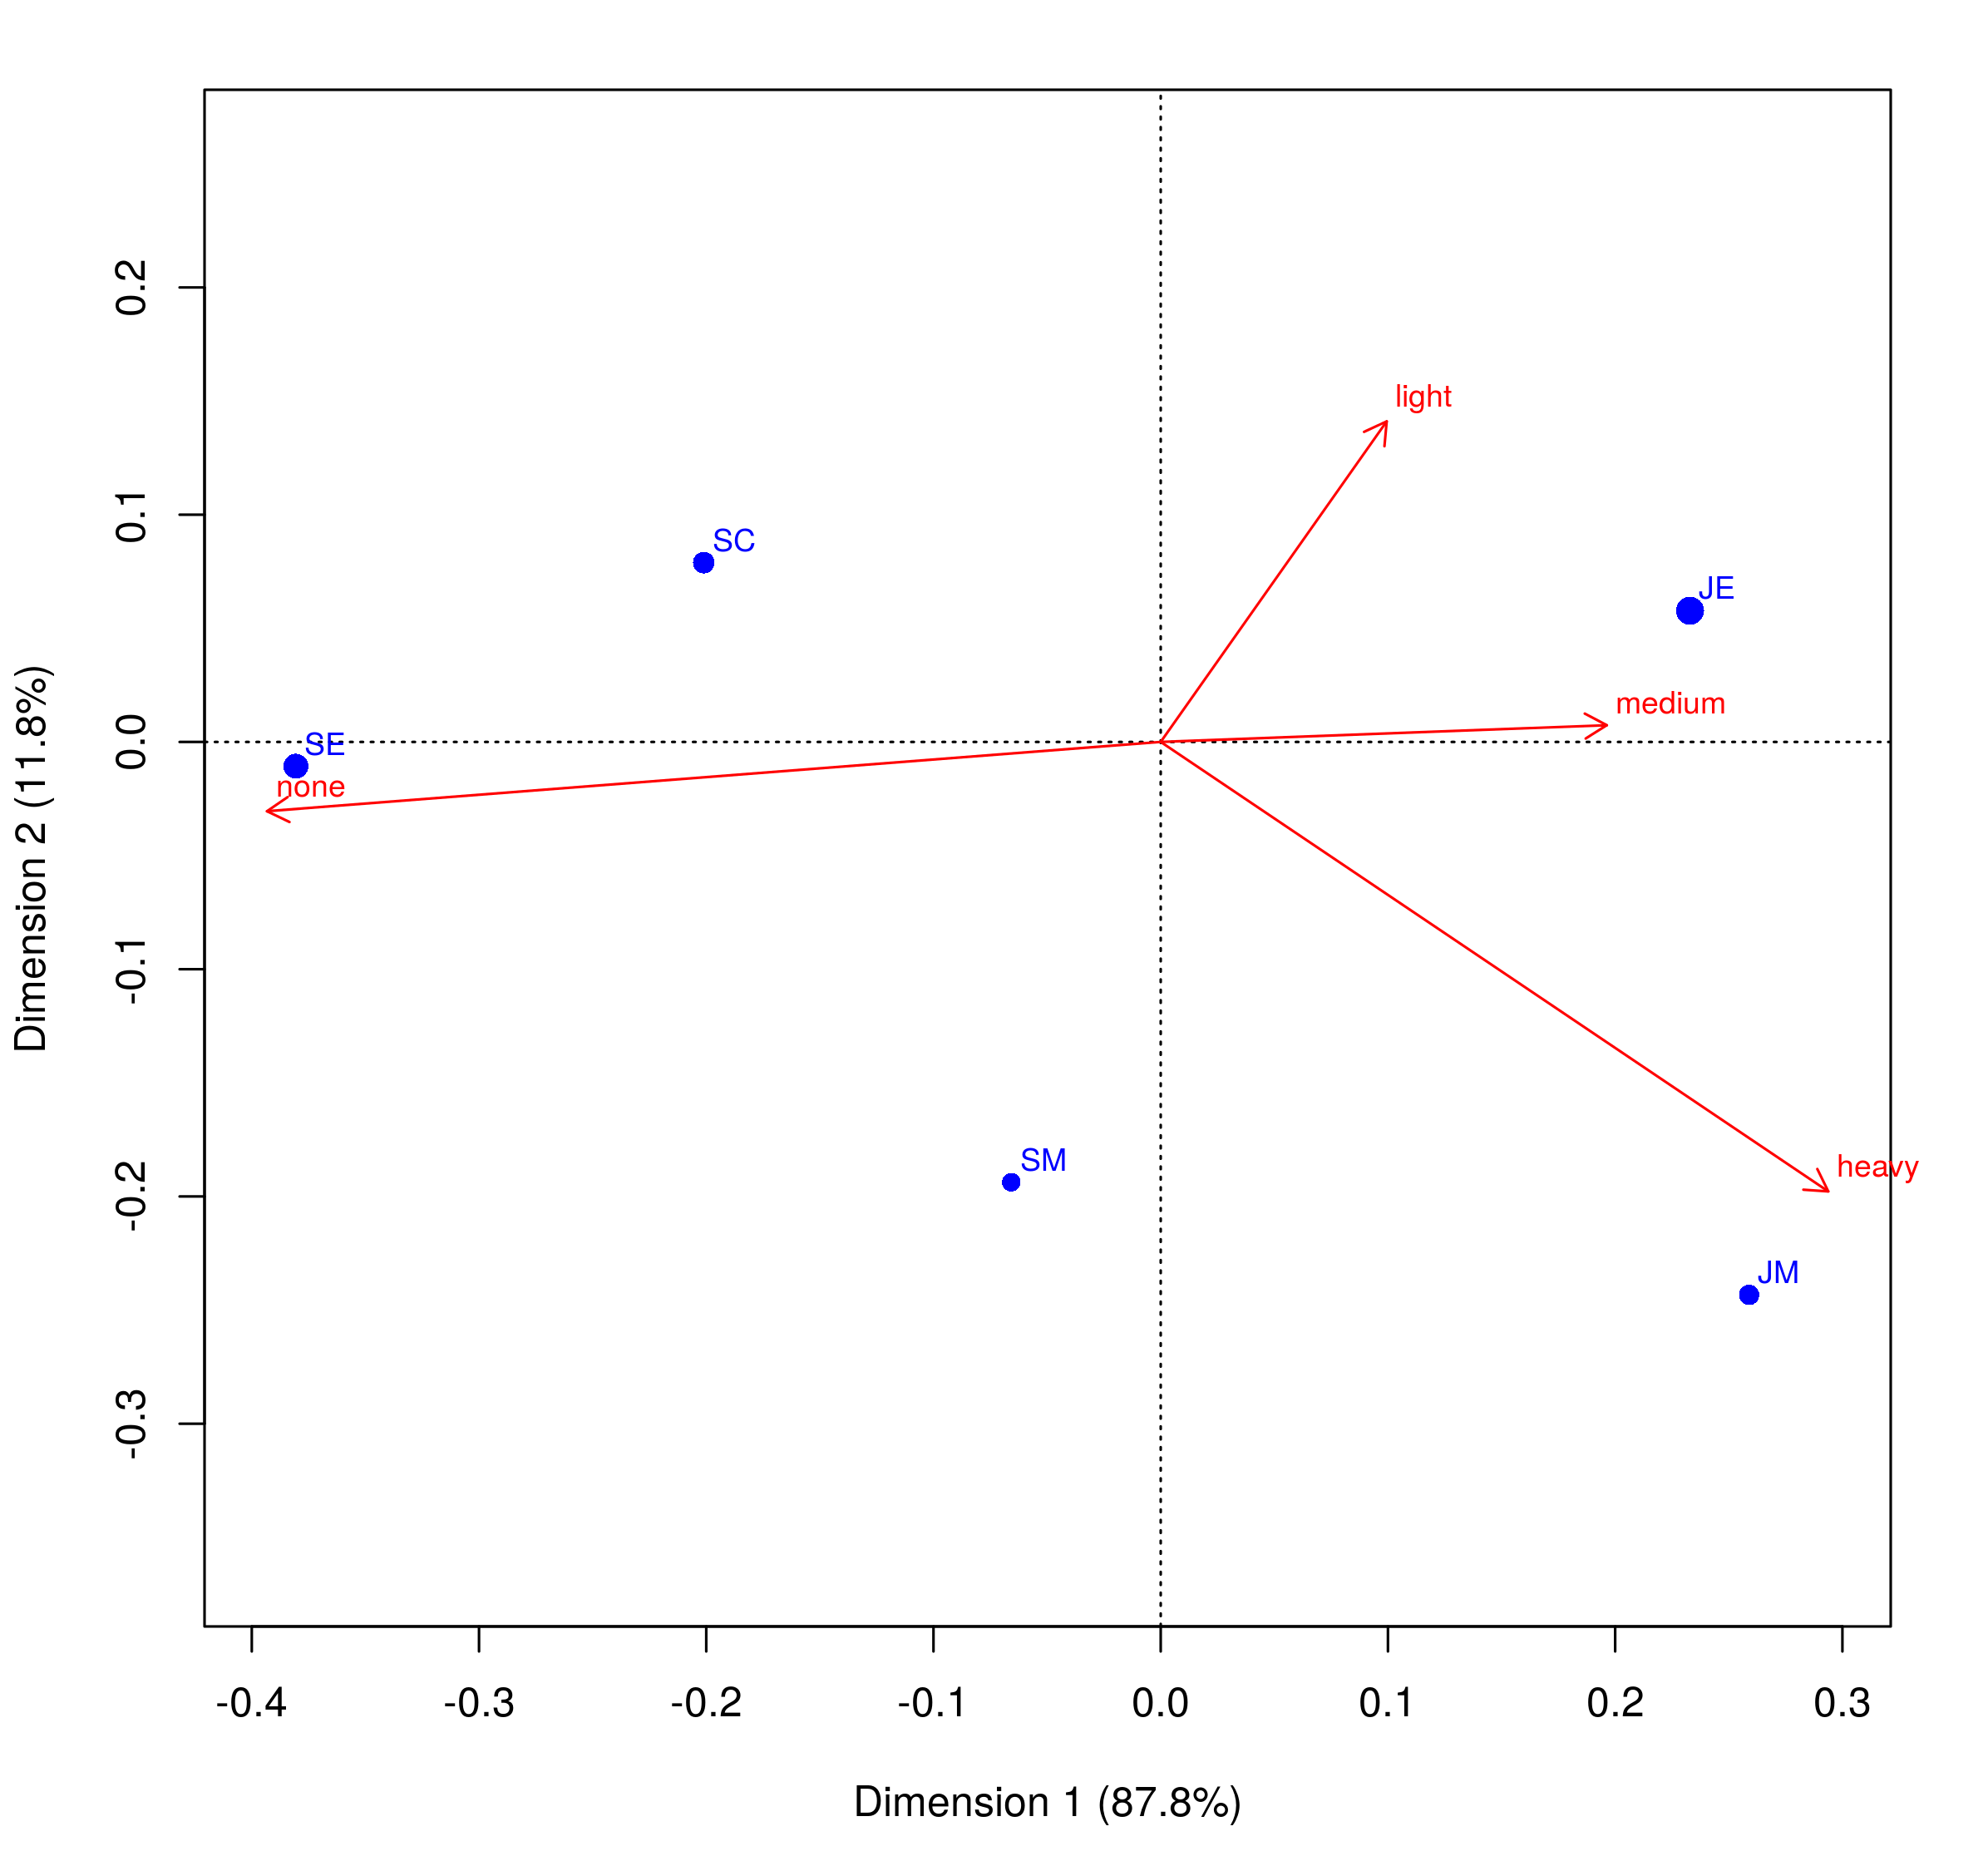 light
SC
JE
medium
SE
none
SM
heavy
JM
0.2
0.1
0.0
-0.1
-0.2
-0.3
Dimension 2 (11.8%)
-0.4 -0.3 -0.2 -0.1 0.0 0.1 0.2 0.3
Dimension 1 (87.8%)